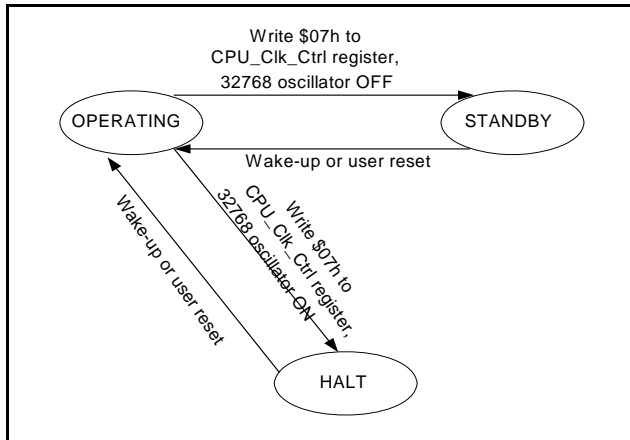 Write $07h to
CPU_Clk_Ctrl register,
32768 oscillator OFF
OPERATING
STANDBY
Wake-up or user reset
Write $07h to
CPU_Clk_Ctrl register,
32768 oscillator ON
Wake-up or user reset
HALT